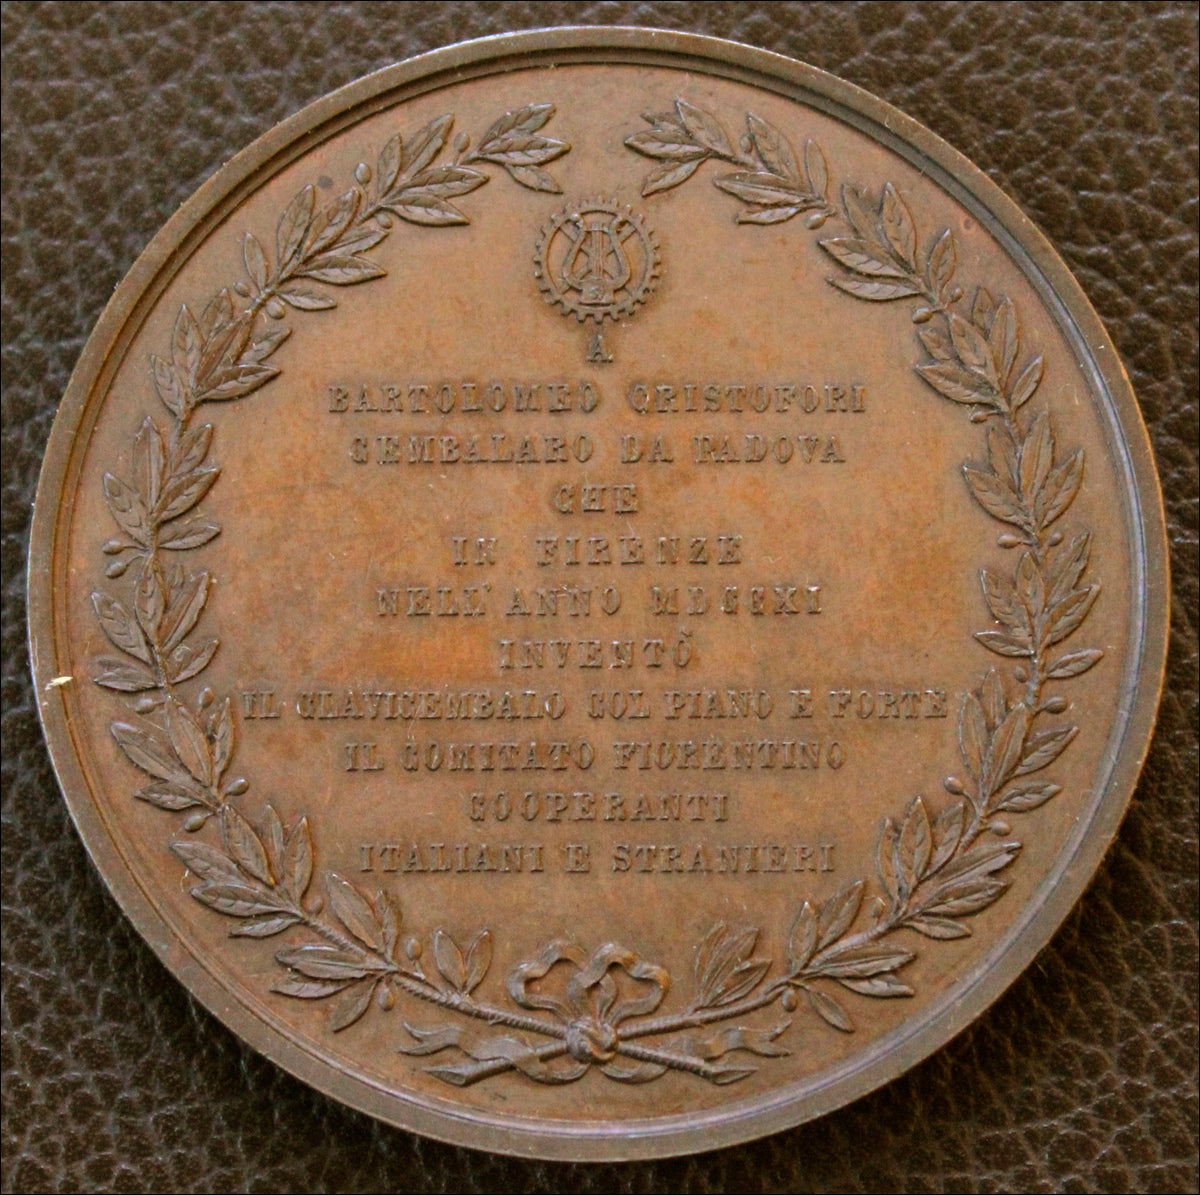 A
BARTOLOMEO CRISTOFORI
CEMBALARO DA PADOVA
CHE
IN FIRENZE
NELL' ANNO MDCCXI
INVENTÒ
IL CLAVICEMBALO COL PIANO E FORTE
IL COMITATO FIORENTINO
COOPERANTI
ITALIANI E STRANIERI